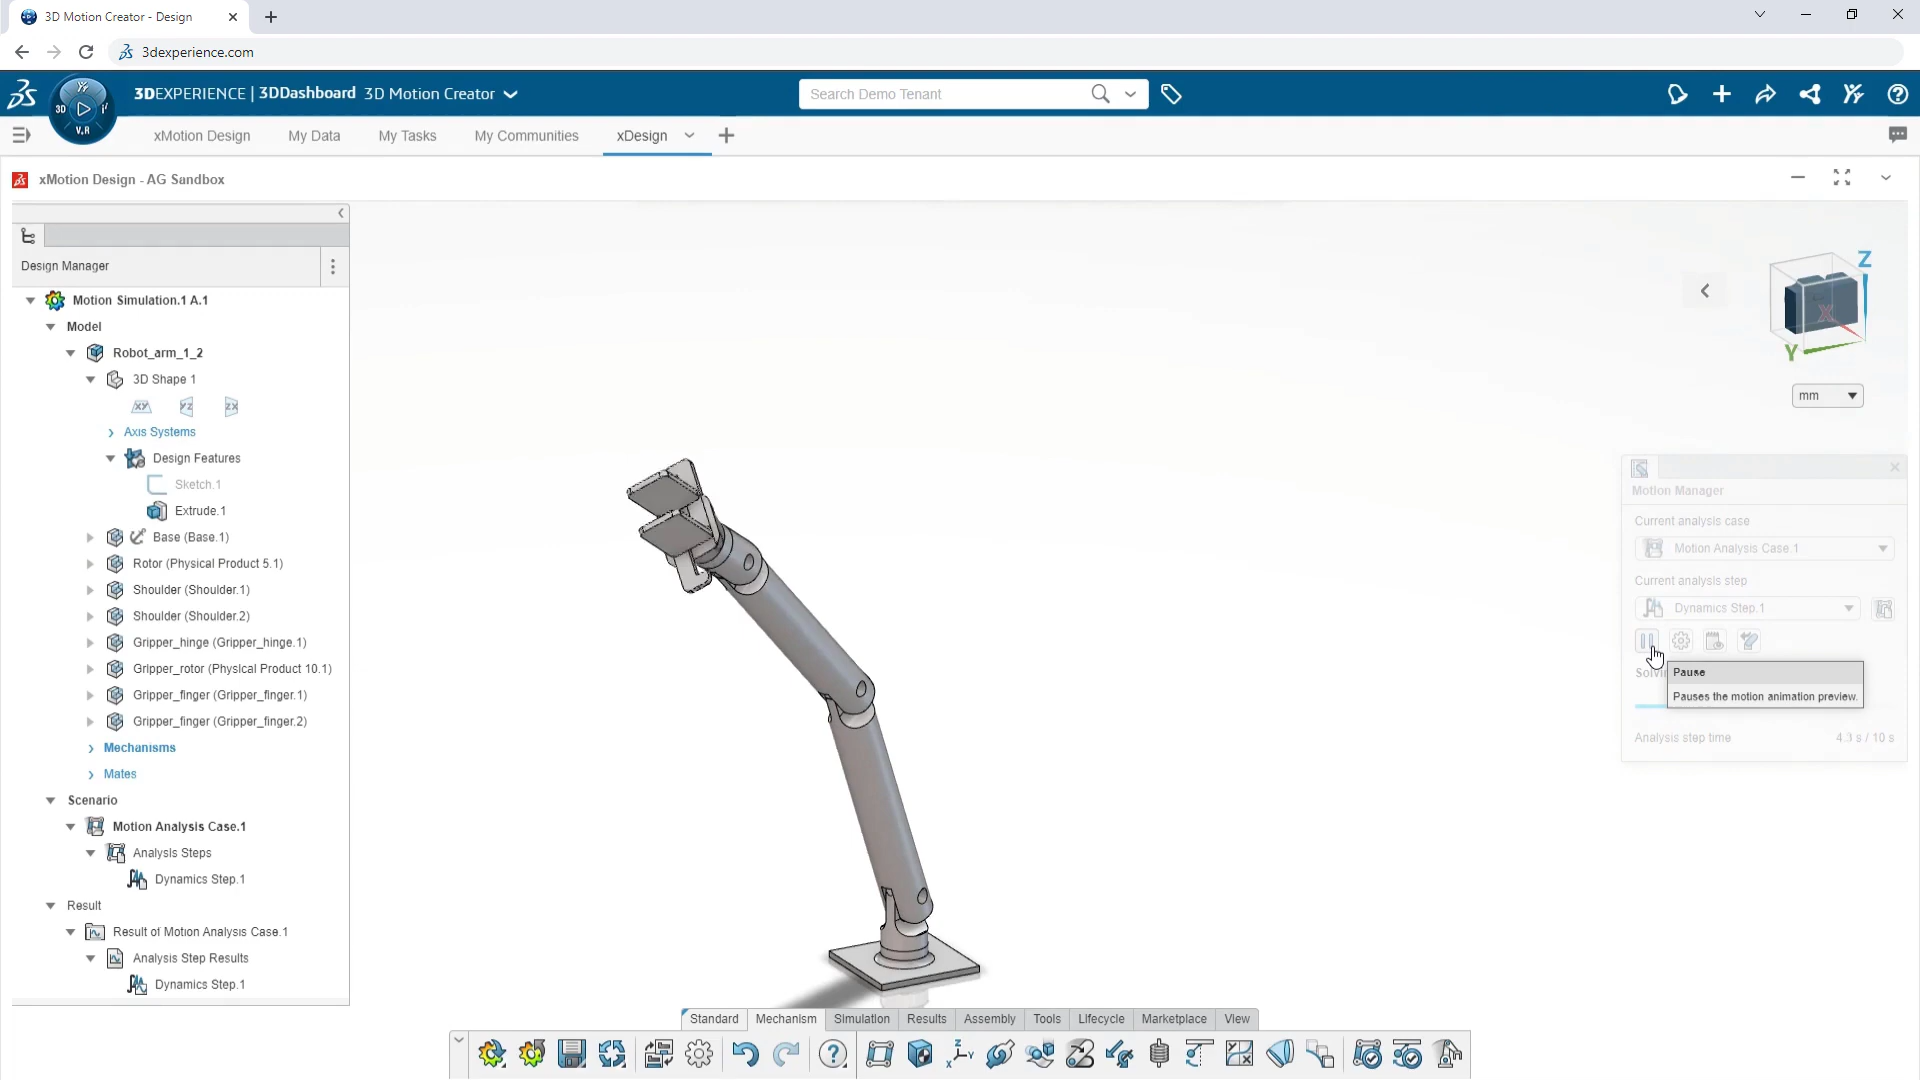 3D Motion Creator - Design
3dexperience.com
3DEXPERIENCE | 3DDashboard 3D Motion Creator
Search Demo Tenant
3D
V.R
xMotion Design
My Data
My Tasks
My Communities
xDesign
xMotion Design - AG Sandbox
Design Manager
Motion Simulation.1 A.1
Model
Robot_arm_1_2
3D Shape 1
XY YZ ZX
Axis Systems
Design Features
Sketch.1
Extrude.1
Base (Base.1)
Rotor (Physical Product 5.1)
Shoulder (Shoulder.1)
Shoulder (Shoulder.2)
Gripper_hinge (Gripper_hinge.1)
Gripper_rotor (Physical Product 10.1)
Gripper_finger (Gripper_finger.1)
Gripper_finger (Gripper_finger.2)
Mechanisms
Mates
Scenario
Motion Analysis Case.1
Analysis Steps
Dynamics Step.1
Result
Result of Motion Analysis Case.1
Analysis Step Results
Dynamics Step.1
Z
X
Y
mm
Motion Manager
Current analysis case
Motion Analysis Case.1
Current analysis step
Dynamics Step.1
Pause
Pauses the motion animation preview.
Analysis step time
/ 10 s
Standard
Mechanism
Simulation
Results
Assembly
Tools
Lifecycle
Marketplace
View